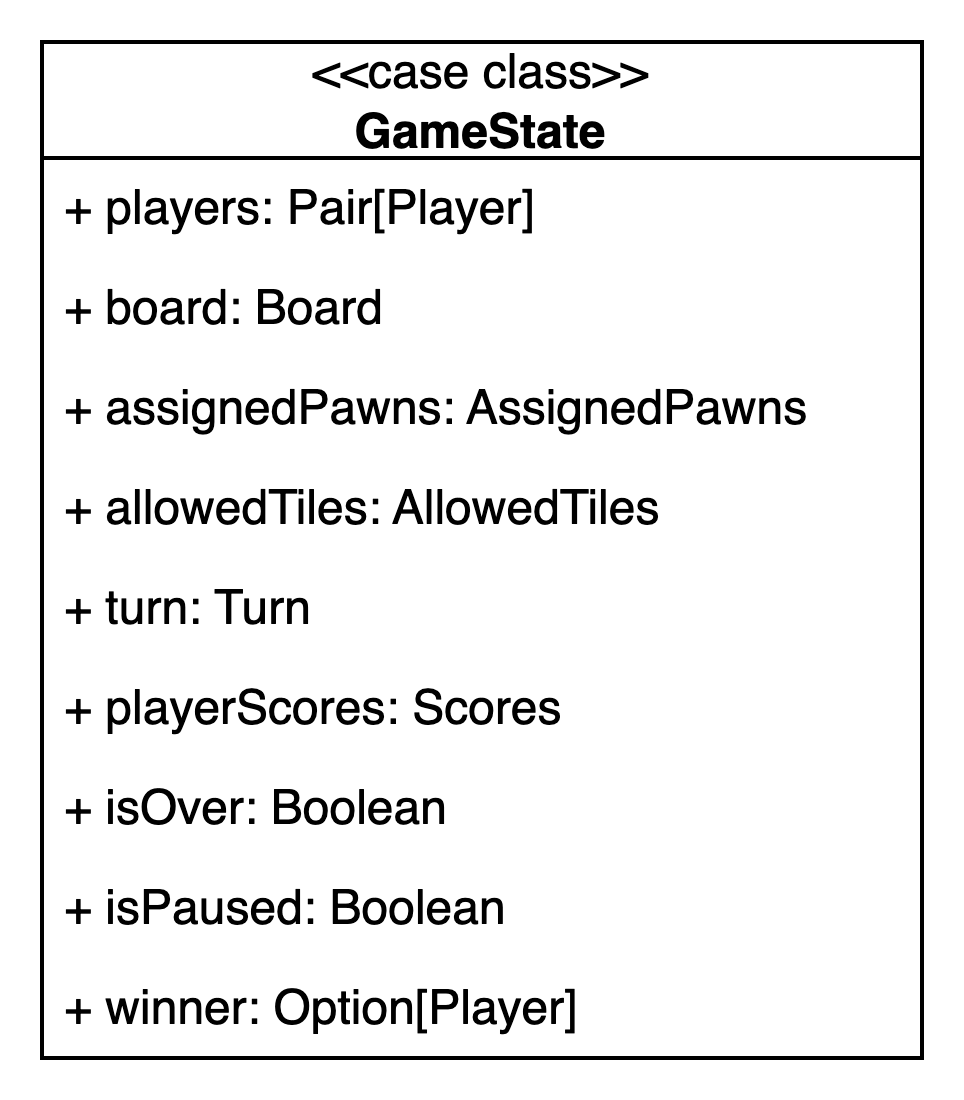 <<case class>>
GameState
+ players: Pair[Player]
+ board: Board
+ assignedPawns: AssignedPawns
+ allowedTiles: AllowedTiles
+ turn: Turn
+ playerScores: Scores
+ isOver: Boolean
+ isPaused: Boolean
+ winner: Option[Player]